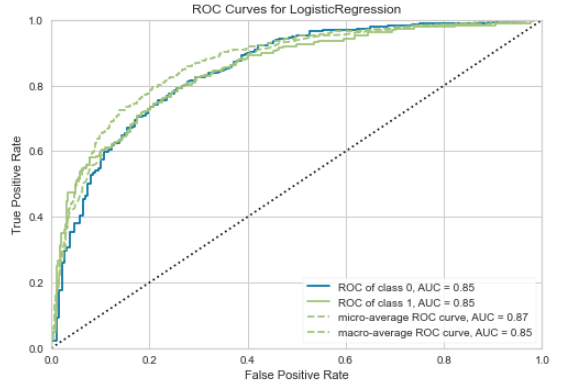 ROC Curves for LogisticRegression
True Positive Rate
1.0
0.8
0.6
0.4
0.2
0.0
0.0 0.2 0.4 0.6 0.8 1.0
False Positive Rate
ROC of class 0, AUC = 0.85
ROC of class 1, AUC = 0.85
micro-average ROC curve, AUC = 0.87
macro-average ROC curve, AUC = 0.85